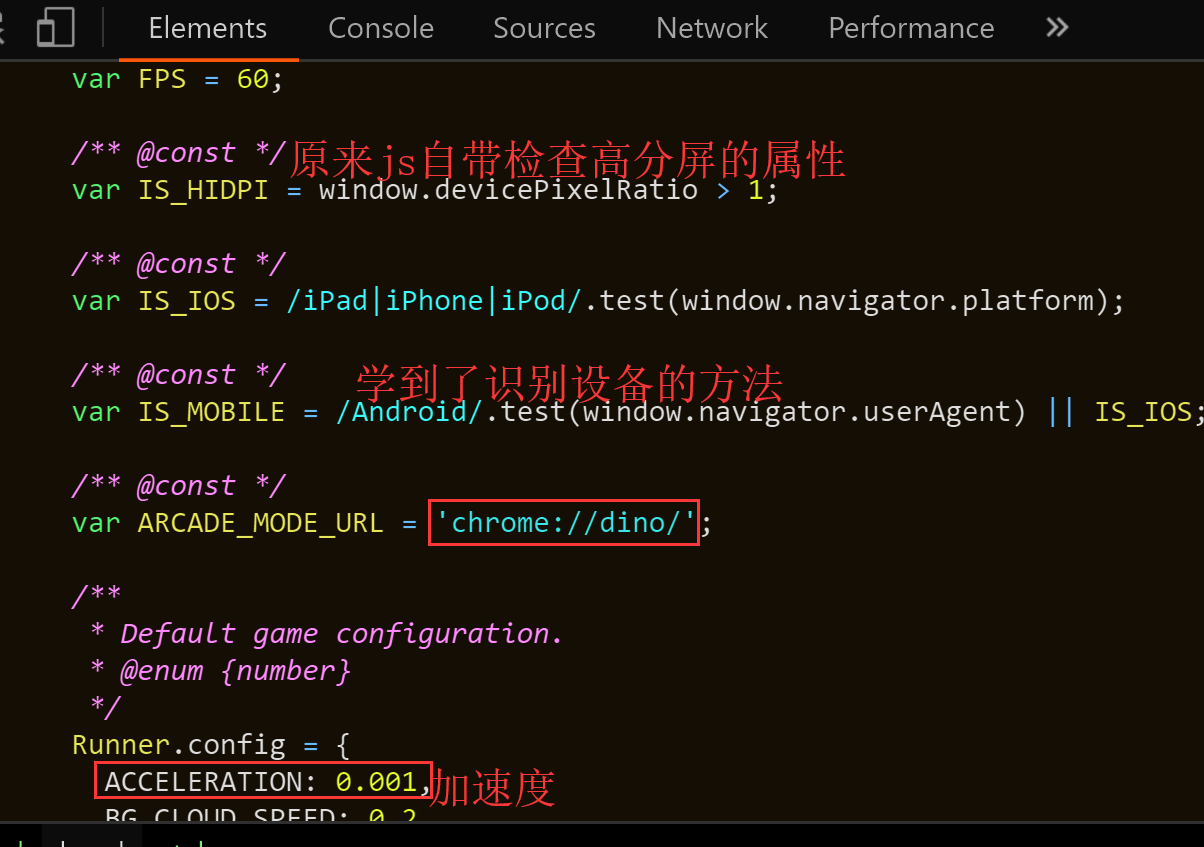 Elements Console Sources Network Performance
var FPS = 60;
/** @const */ 原来js自带检查高分屏的属性
var IS_HIDPI = window.devicePixelRatio > 1;
/** @const */
var IS_IOS = /iPad|iPhone|iPod/.test(window.navigator.platform);
/** @const */ 学到了识别设备的方法
var IS_MOBILE = /Android/.test(window.navigator.userAgent) || IS_IOS;
/** @const */
var ARCADE_MODE_URL = 'chrome://dino/';
/**
* Default game configuration.
* @enum {number}
*/
Runner.config = {
ACCELERATION: 0.001, 加速度
BG_CLOUD_SPEED: 0.2